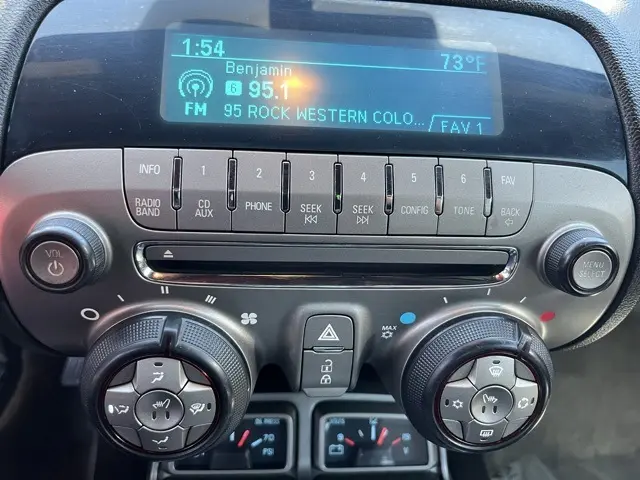 1:54 73°F
Benjamin
6 95.1
FM 95 ROCK WESTERN COLO...
FAV 1
INFO 1 2 3 4 5 6 FAV
RADIO BAND CD AUX PHONE SEEK SEEK CONFIG TONE BACK
VOL
MENU SELECT
MAX
OIL PRESS
70
PSI